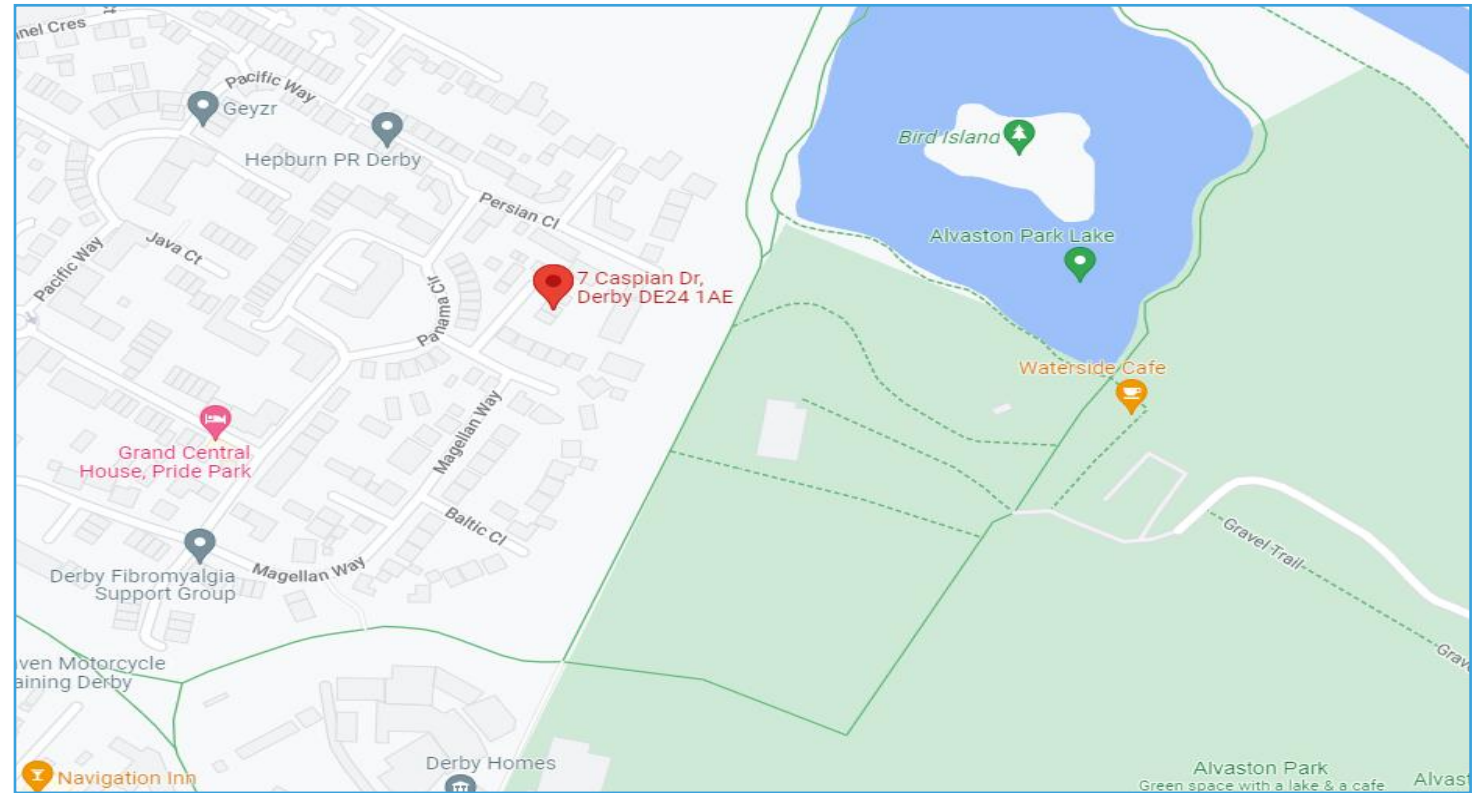 nel Cres
Pacific Way
Geyzr
Hepburn PR Derby
Bird Island
Persian Cl
Alvaston Park Lake
Java Ct
Pacific Way
7 Caspian Dr,
Derby DE24 1AE
Panama Cir
Waterside Cafe
Magellan Way
Grand Central
House, Pride Park
Baltic Cl
Gravel Trail
Derby Fibromyalgia
Support Group
Magellan Way
Grav
ven Motorcycle
aining Derby
Derby Homes
Navigation Inn
Alvaston Park
Green space with a lake & a cafe
Alvast